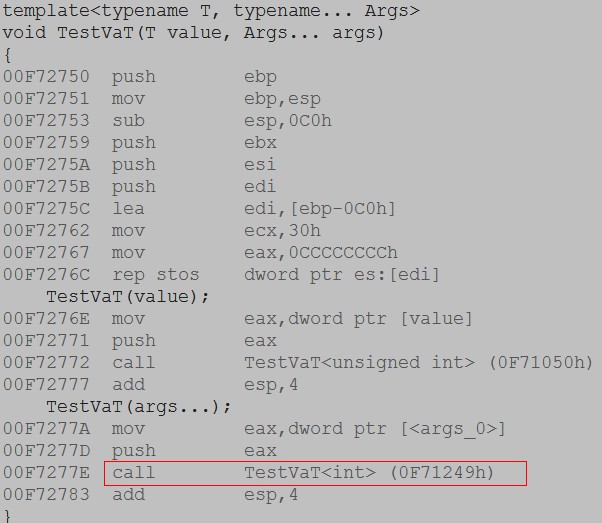 template<typename T, typename... Args>
void TestVaT(T value, Args... args)
{
00F72750 push ebp
00F72751 mov ebp,esp
00F72753 sub esp,0C0h
00F72759 push ebx
00F7275A push esi
00F7275B push edi
00F7275C lea edi,[ebp-0C0h]
00F72762 mov ecx,30h
00F72767 mov eax,0CCCCCCCCh
00F7276C rep stos dword ptr es:[edi]
TestVaT(value);
00F7276E mov eax,dword ptr [value]
00F72771 push eax
00F72772 call TestVaT<unsigned int> (0F71050h)
00F72777 add esp,4
TestVaT(args...);
00F7277A mov eax,dword ptr [<args_0>]
00F7277D push eax
00F7277E call TestVaT<int> (0F71249h)
00F72783 add esp,4
}